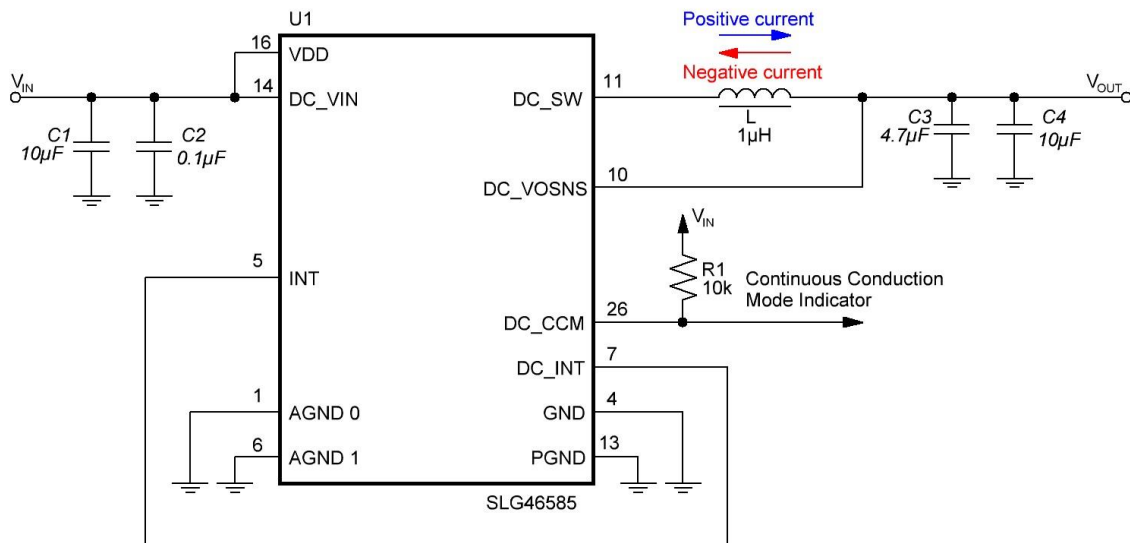 U1
Positive current
Negative current
16
VDD
V_IN
14
DC_VIN
DC_SW
11
V_OUT
L
1µH
C1
10µF
C2
0.1µF
C3
4.7µF
C4
10µF
DC_VOSNS
10
V_IN
R1
10k
Continuous Conduction
Mode Indicator
5
INT
DC_CCM
26
DC_INT
7
1
AGND 0
GND
4
6
AGND 1
PGND
13
SLG46585